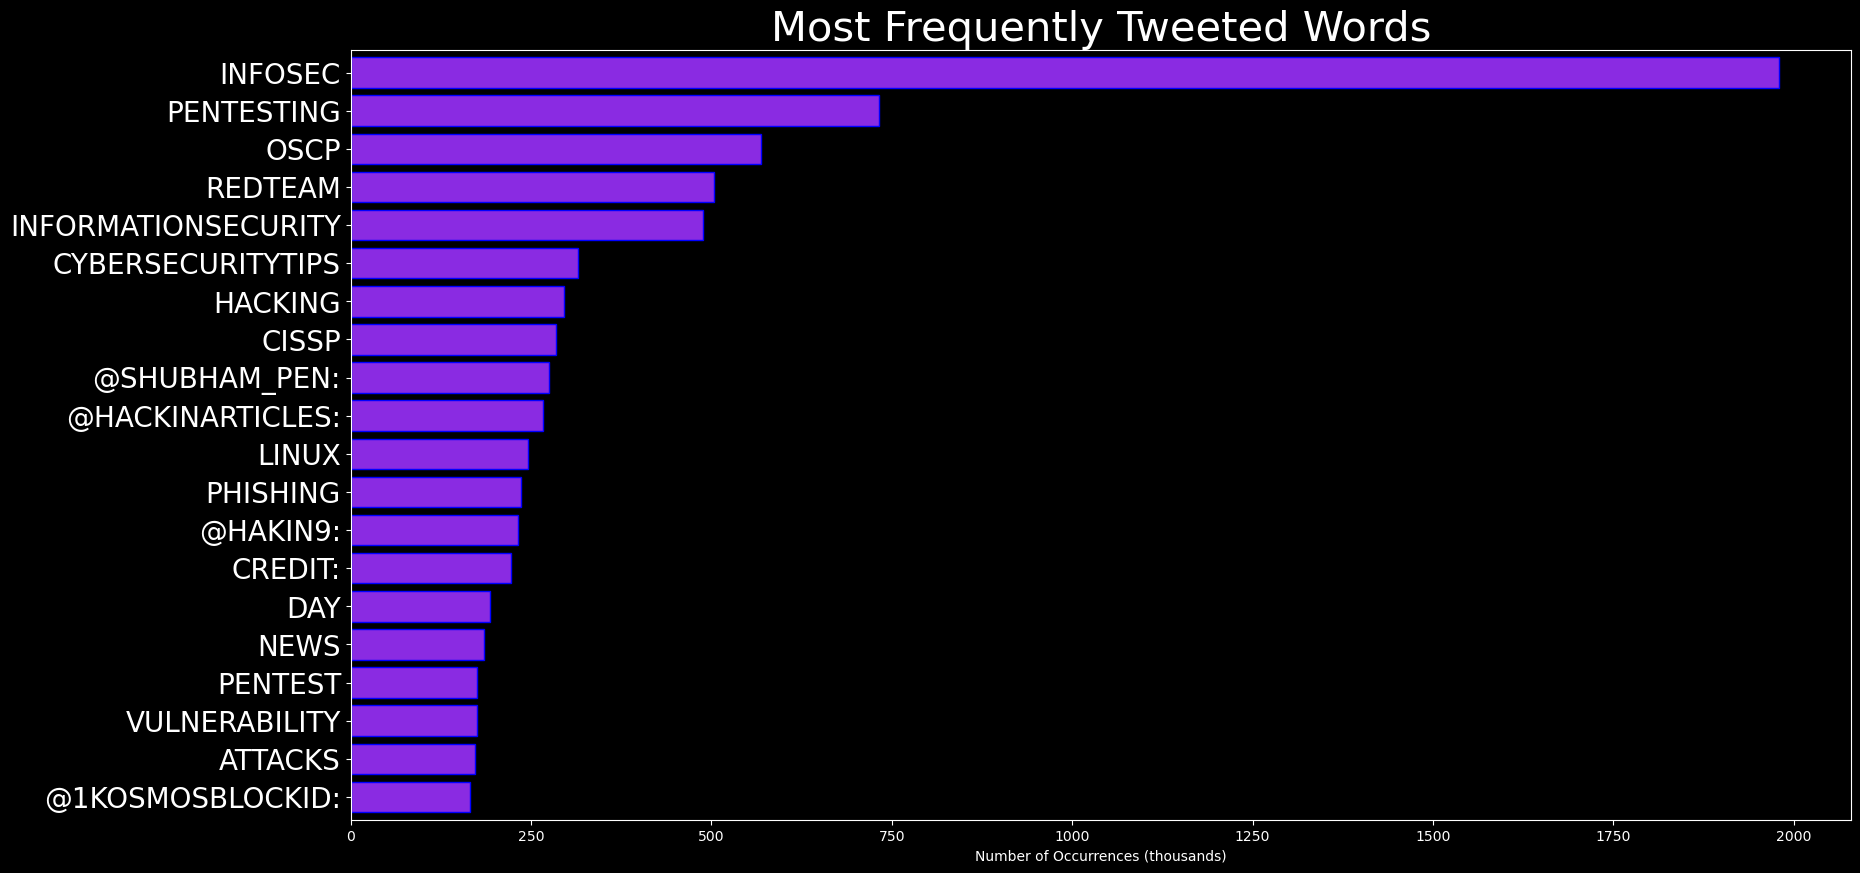 Most Frequently Tweeted Words
INFOSEC
PENTESTING
OSCP
REDTEAM
INFORMATIONSECURITY
CYBERSECURITYTIPS
HACKING
CISSP
@SHUBHAM_PEN:
@HACKINARTICLES:
LINUX
PHISHING
@HAKIN9:
CREDIT:
DAY
NEWS
PENTEST
VULNERABILITY
ATTACKS
@1KOSMOSBLOCKID:
0 250 500 750 1000 1250 1500 1750 2000
Number of Occurrences (thousands)